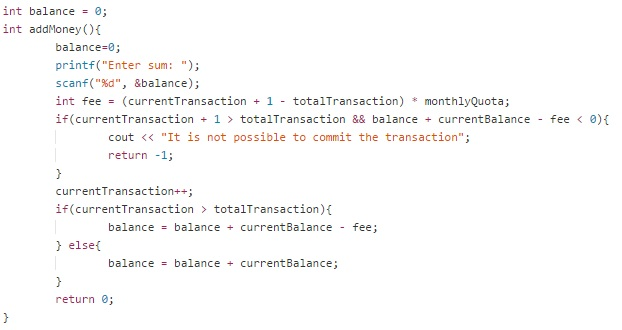 int balance = 0;
int addMoney(){
balance=0;
printf("Enter sum: ");
scanf("%d", &balance);
int fee = (currentTransaction + 1 - totalTransaction) * monthlyQuota;
if(currentTransaction + 1 > totalTransaction && balance + currentBalance - fee < 0){
cout << "It is not possible to commit the transaction";
return -1;
}
currentTransaction++;
if(currentTransaction > totalTransaction){
balance = balance + currentBalance - fee;
} else{
balance = balance + currentBalance;
}
return 0;
}